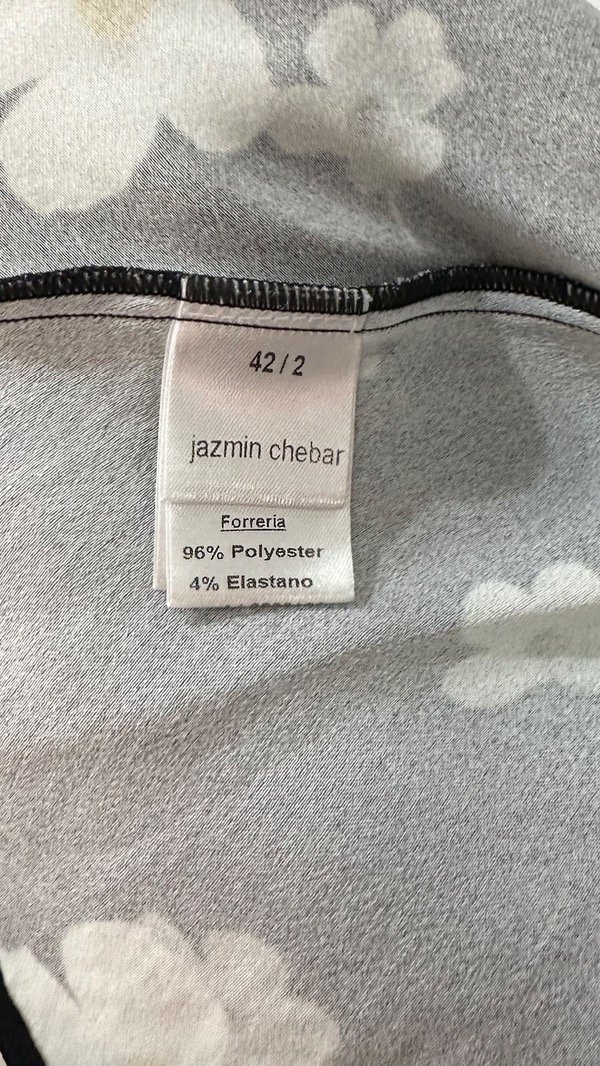 42 / 2
jazmin chebar
Forreria
96% Polyester
4% Elastano